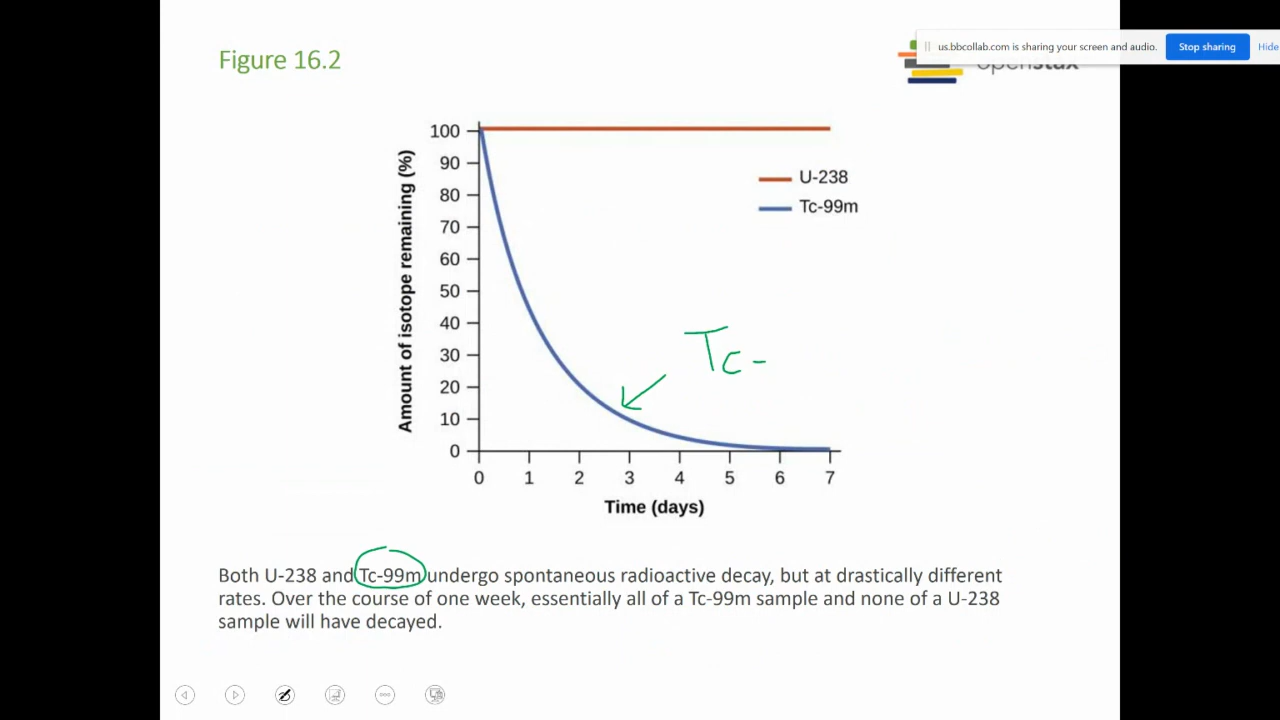 Figure 16.2
us.bbcollab.com is sharing your screen and audio.
Stop sharing
Hide
openstax
100
90
80
70
60
50
40
30
20
10
0
Amount of isotope remaining (%)
U-238
Tc-99m
Tc -
0 1 2 3 4 5 6 7
Time (days)
Both U-238 and Tc-99m undergo spontaneous radioactive decay, but at drastically different
rates. Over the course of one week, essentially all of a Tc-99m sample and none of a U-238
sample will have decayed.